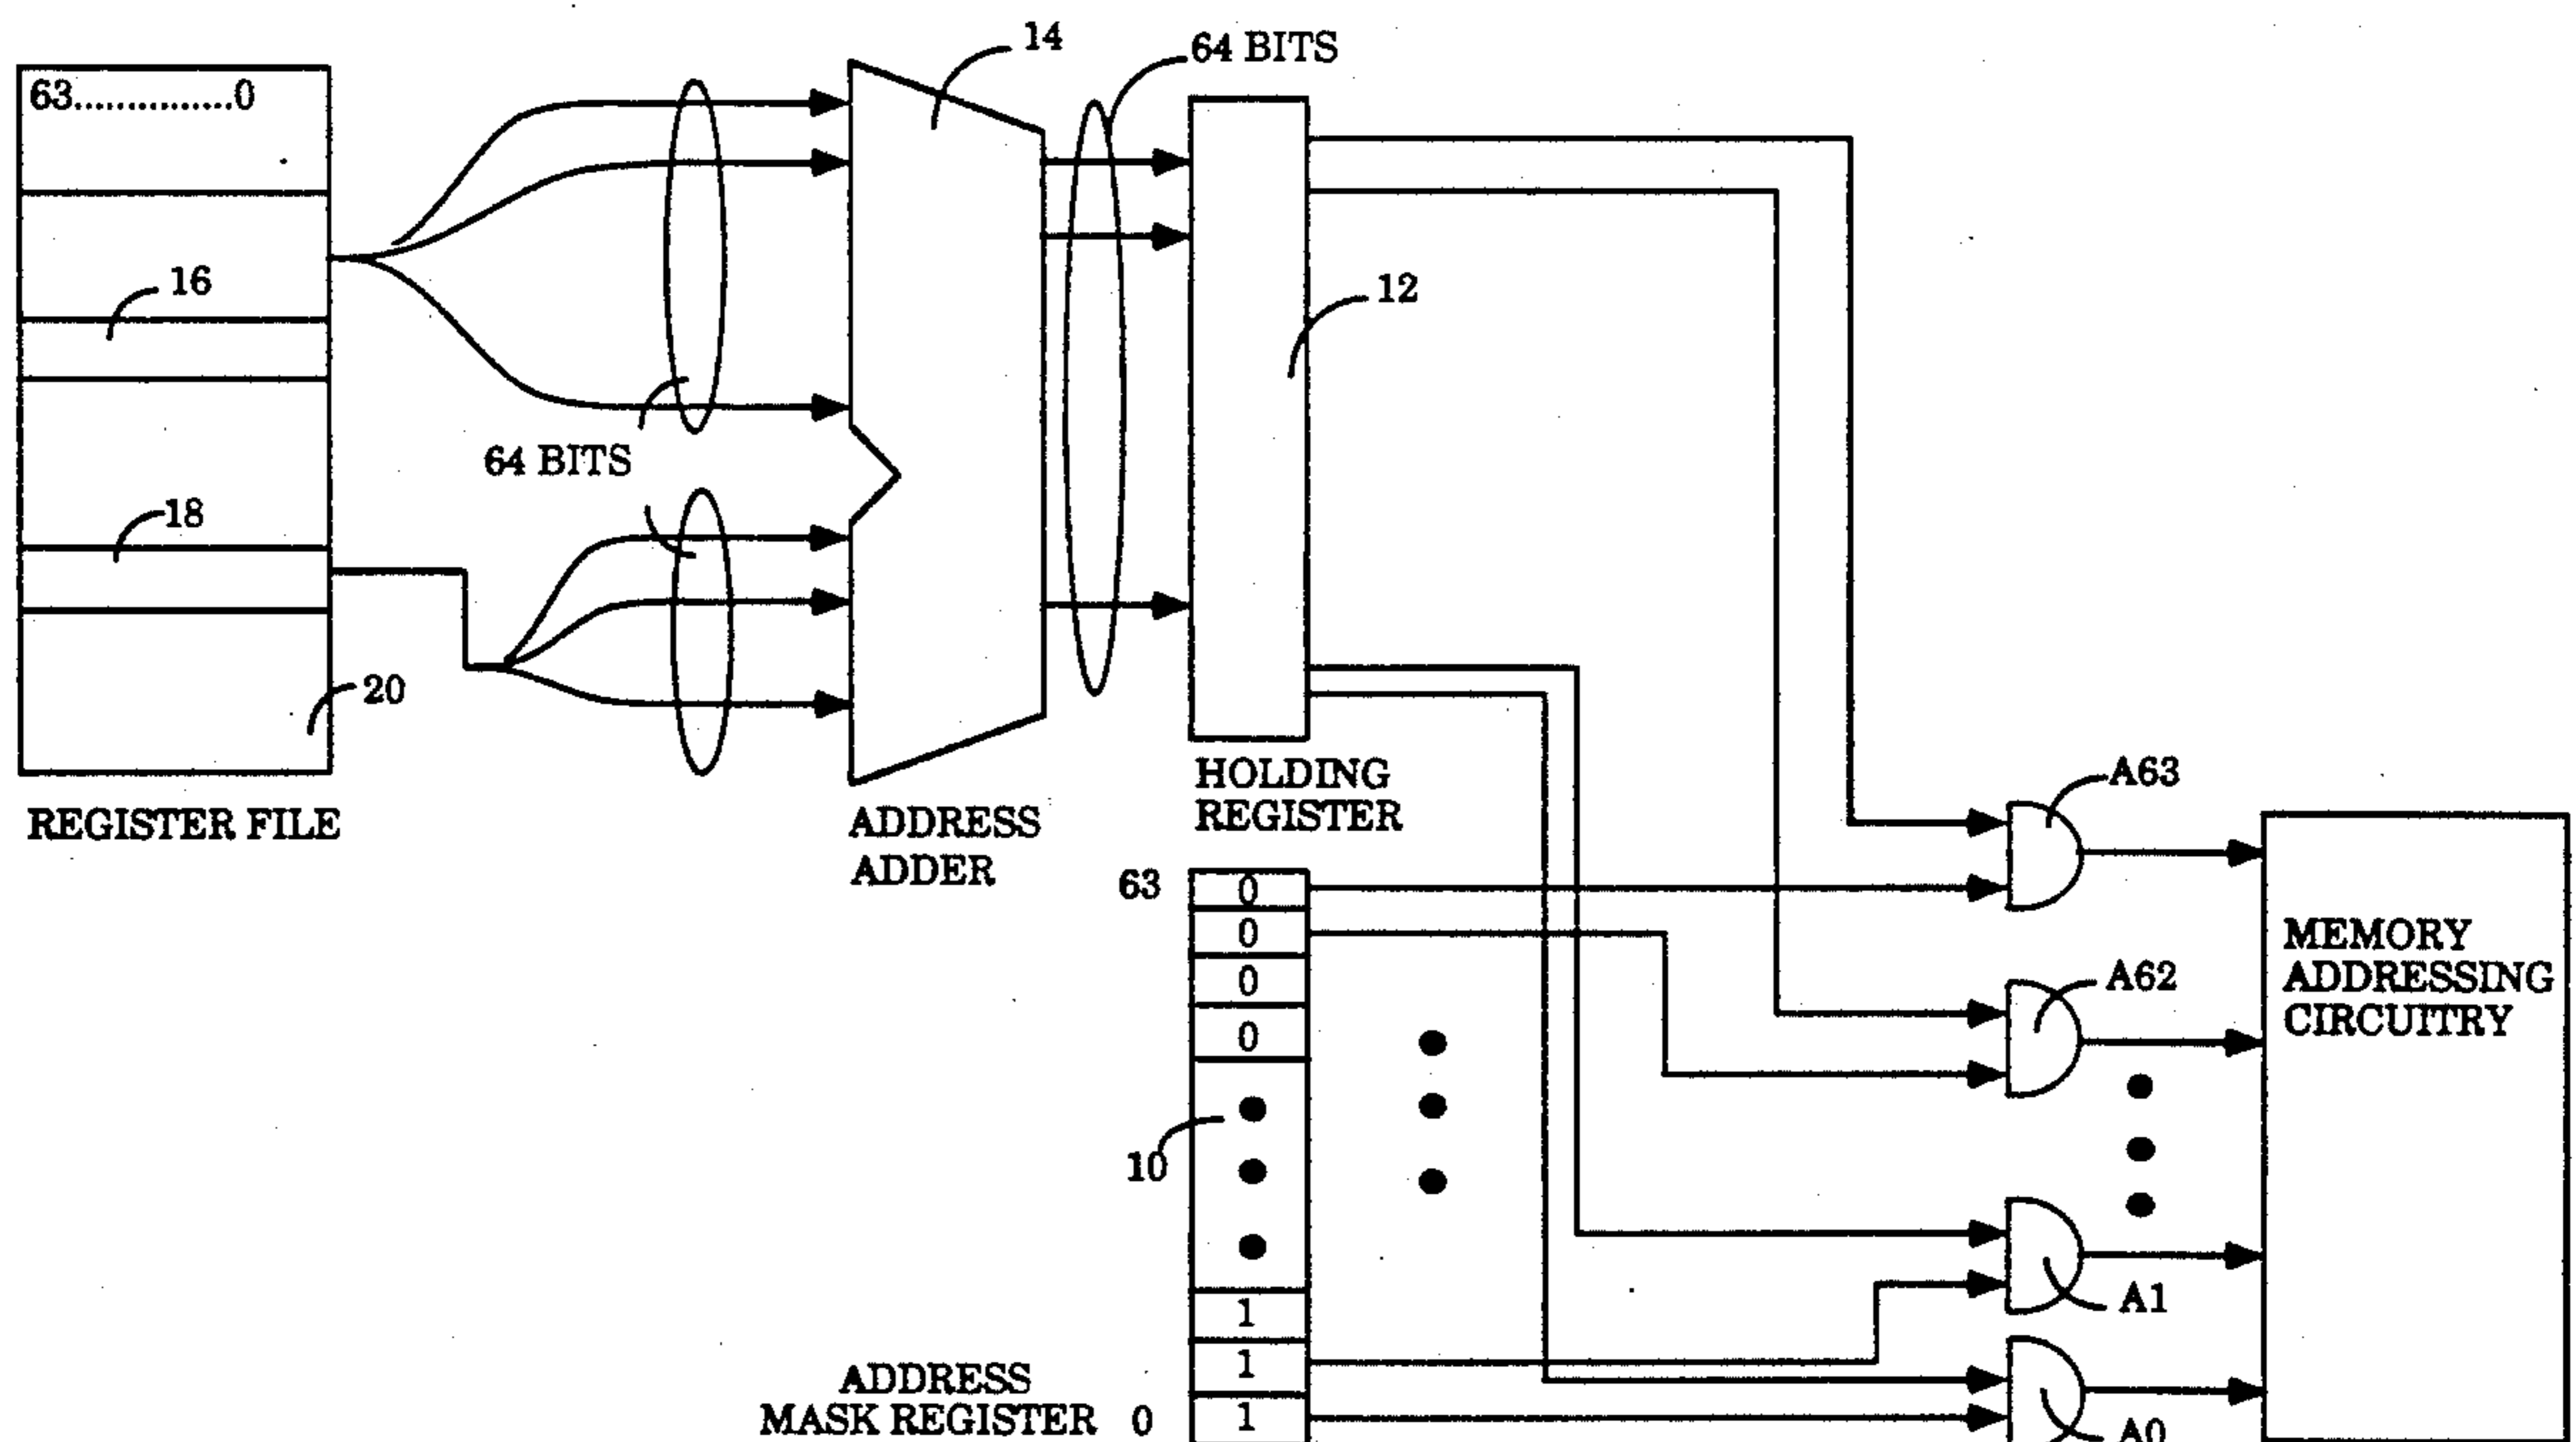 14
64 BITS
63...............0
16
12
64 BITS
18
20
HOLDING
REGISTER
A63
REGISTER FILE
ADDRESS
ADDER
63
0
0
0
0
MEMORY
ADDRESSING
CIRCUITRY
A62
10
1
1
1
A1
ADDRESS
MASK REGISTER
0
A0